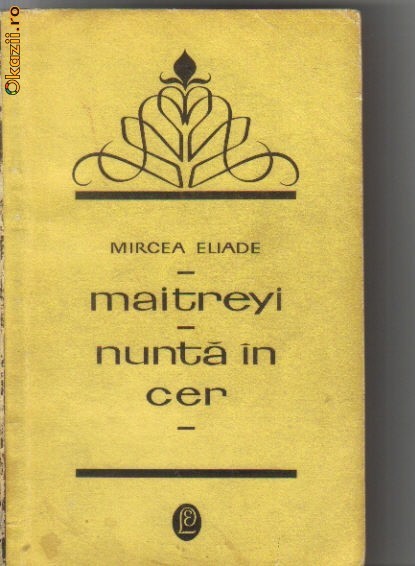 Okazii.ro
MIRCEA ELIADE
maitreyi
nuntă în
cer